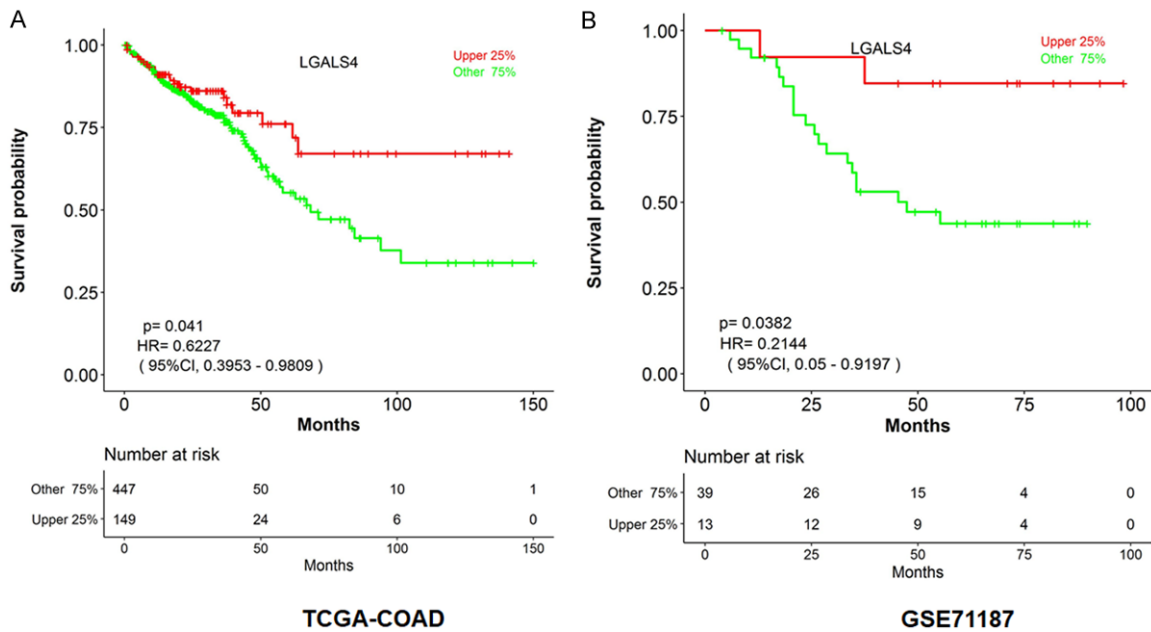 A
LGALS4
Upper 25%
Other 75%
Survival probability
1.00
0.75
0.50
0.25
0.00
p= 0.041
HR= 0.6227
( 95%CI, 0.3953 - 0.9809 )
0 50 100 150
Months
Number at risk
Other 75% 447 50 10 1
Upper 25% 149 24 6 0
0 50 100 150
Months
TCGA-COAD
B
LGALS4
Upper 25%
Other 75%
Survival probability
1.00
0.75
0.50
0.25
0.00
p= 0.0382
HR= 0.2144
( 95%CI, 0.05 - 0.9197 )
0 25 50 75 100
Months
Number at risk
Other 75% 39 26 15 4 0
Upper 25% 13 12 9 4 0
0 25 50 75 100
Months
GSE71187